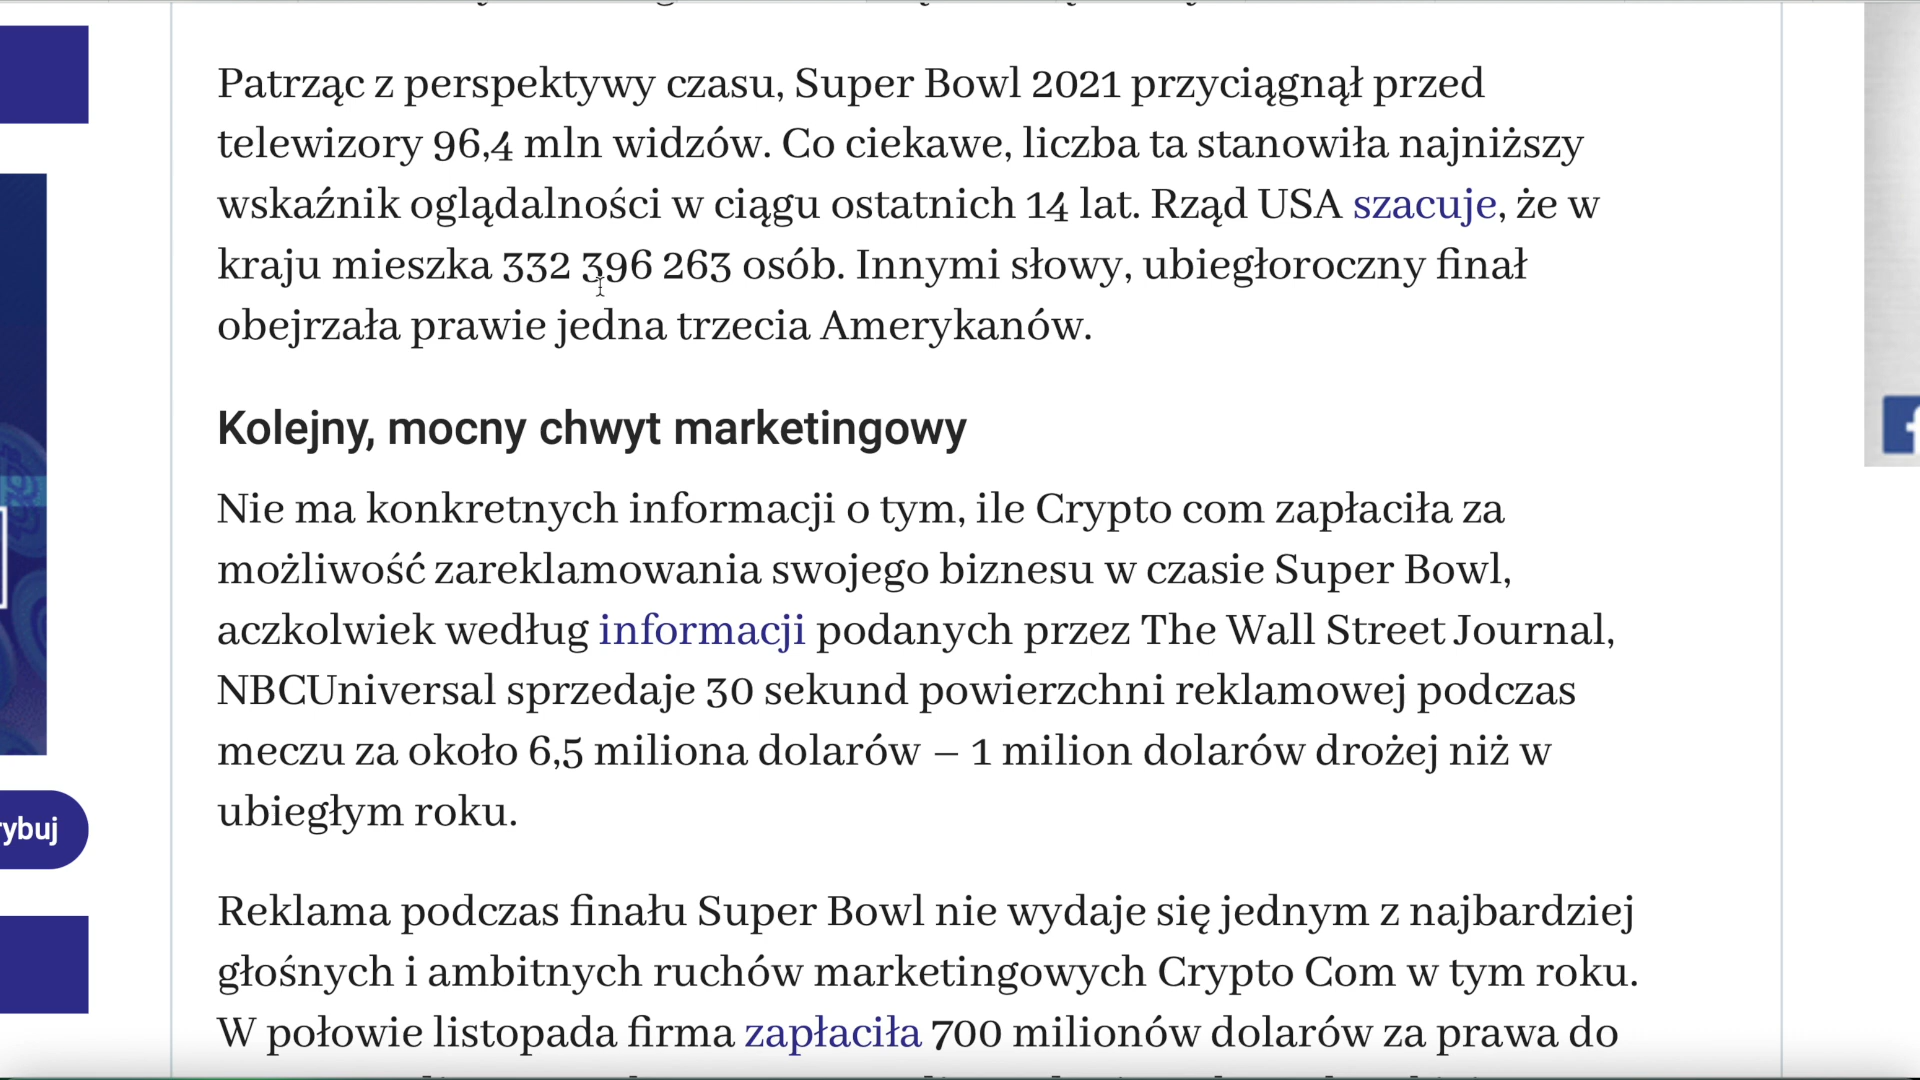 Patrząc z perspektywy czasu, Super Bowl 2021 przyciągnął przed
telewizory 96,4 mln widzów. Co ciekawe, liczba ta stanowiła najniższy
wskaźnik oglądalności w ciągu ostatnich 14 lat. Rząd USA szacuje, że w
kraju mieszka 332 396 263 osób. Innymi słowy, ubiegłoroczny finał
obejrzała prawie jedna trzecia Amerykanów.
Kolejny, mocny chwyt marketingowy
Nie ma konkretnych informacji o tym, ile Crypto com zapłaciła za
możliwość zareklamowania swojego biznesu w czasie Super Bowl,
aczkolwiek według informacji podanych przez The Wall Street Journal,
NBCUniversal sprzedaje 30 sekund powierzchni reklamowej podczas
meczu za około 6,5 miliona dolarów – 1 milion dolarów drożej niż w
ubiegłym roku.
rybuj
Reklama podczas finału Super Bowl nie wydaje się jednym z najbardziej
głośnych i ambitnych ruchów marketingowych Crypto Com w tym roku.
W połowie listopada firma zapłaciła 700 milionów dolarów za prawa do